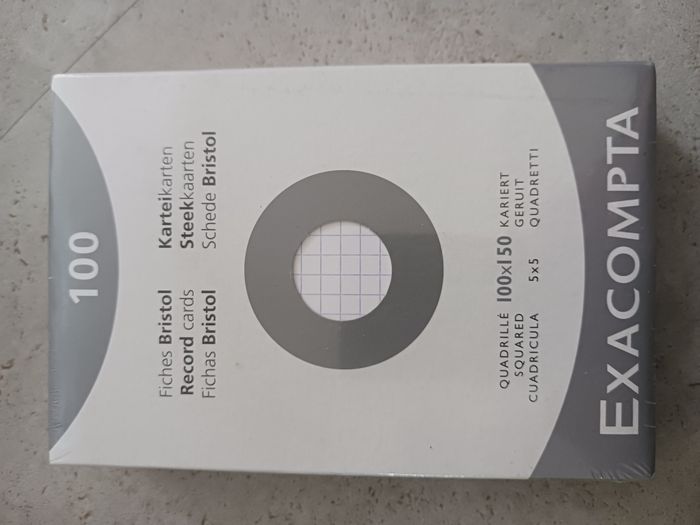 100
Fiches Bristol
Record cards
Fichas Bristol
Karteikarten
Steekkaarten
Schede Bristol
QUADRILLÉ 100x150 KARIERT
SQUARED GERUIT
CUADRICULA 5x5 QUADRETTI
EXACOMPTA